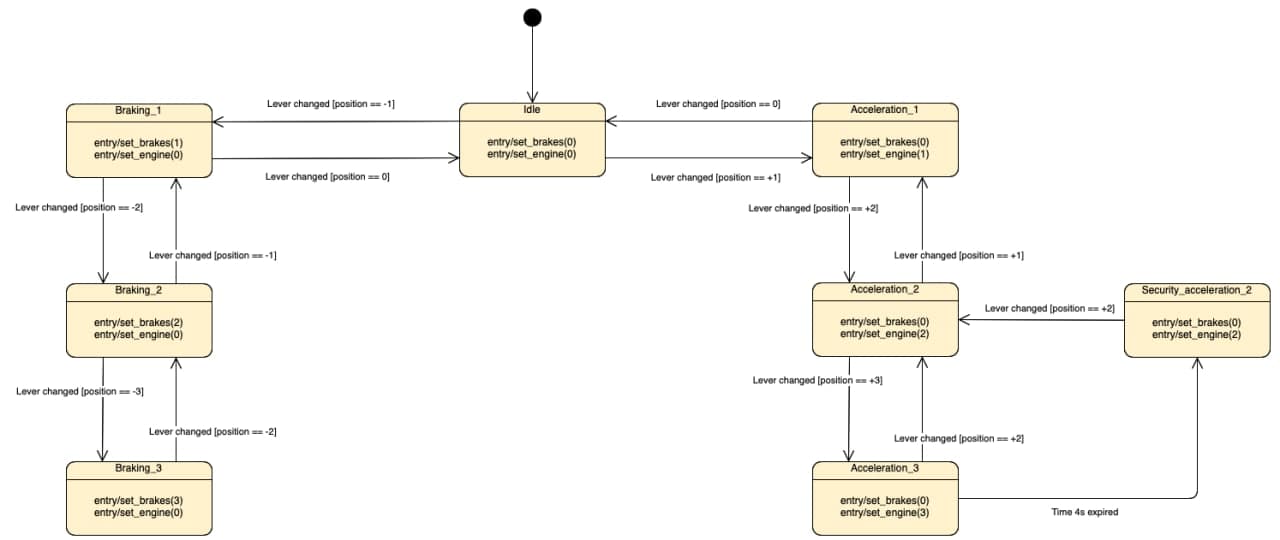 Braking_1
entry/set_brakes(1)
entry/set_engine(0)
Lever changed [position == -1]
Lever changed [position == 0]
Idle
entry/set_brakes(0)
entry/set_engine(0)
Lever changed [position == 0]
Lever changed [position == +1]
Acceleration_1
entry/set_brakes(0)
entry/set_engine(1)
Lever changed [position == -2]
Lever changed [position == -1]
Lever changed [position == +2]
Lever changed [position == +1]
Braking_2
entry/set_brakes(2)
entry/set_engine(0)
Acceleration_2
entry/set_brakes(0)
entry/set_engine(2)
Lever changed [position == +2]
Security_acceleration_2
entry/set_brakes(0)
entry/set_engine(2)
Lever changed [position == -3]
Lever changed [position == -2]
Lever changed [position == +3]
Lever changed [position == +2]
Braking_3
entry/set_brakes(3)
entry/set_engine(0)
Acceleration_3
entry/set_brakes(0)
entry/set_engine(3)
Time 4s expired